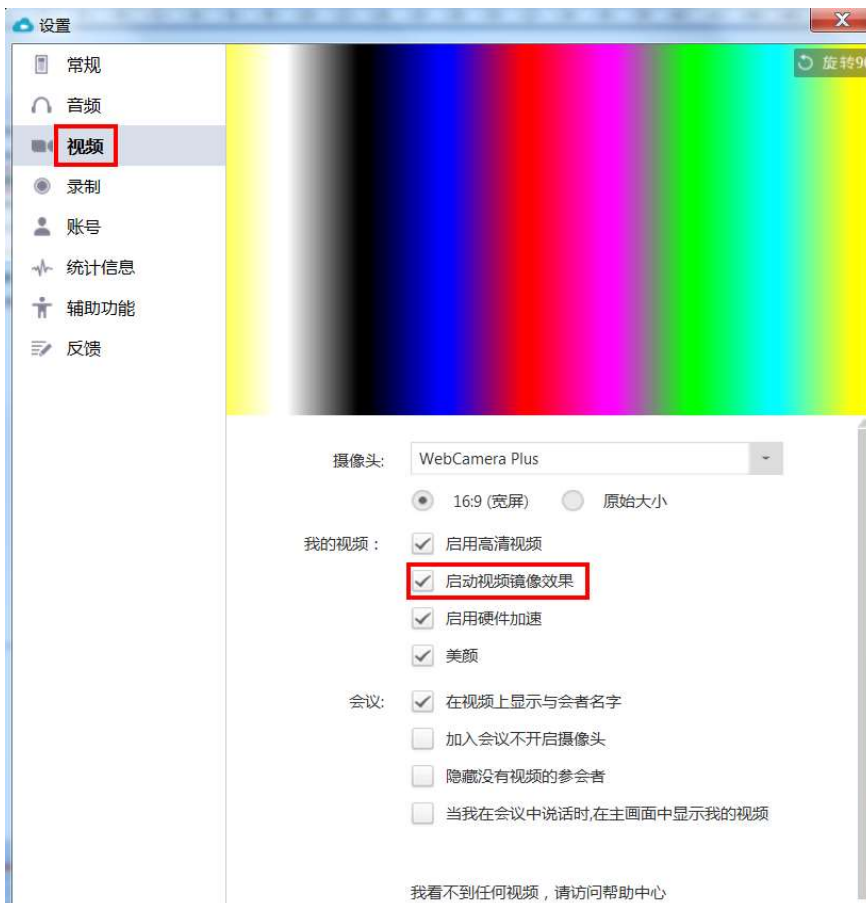 设置
旋转90
常规
音频
视频
录制
账号
统计信息
辅助功能
反馈
摄像头: WebCamera Plus
16:9 (宽屏) 原始大小
我的视频： 启用高清视频
启动视频镜像效果
启用硬件加速
美颜
会议: 在视频上显示与会者名字
加入会议不开启摄像头
隐藏没有视频的参会者
当我在会议中说话时,在主画面中显示我的视频
我看不到任何视频，请访问帮助中心